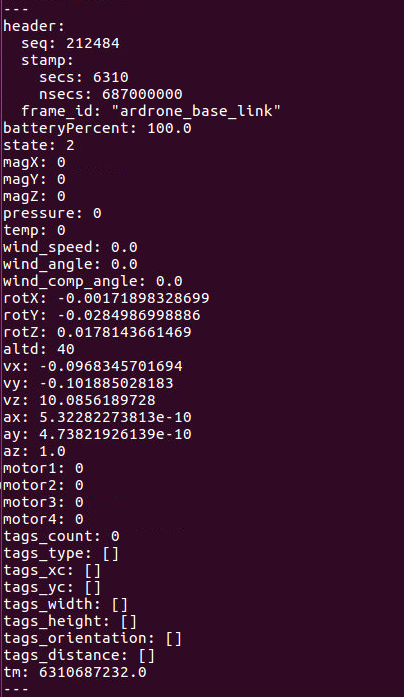 ---
header:
  seq: 212484
  stamp:
    secs: 6310
    nsecs: 687000000
  frame_id: "ardrone_base_link"
batteryPercent: 100.0
state: 2
magX: 0
magY: 0
magZ: 0
pressure: 0
temp: 0
wind_speed: 0.0
wind_angle: 0.0
wind_comp_angle: 0.0
rotX: -0.00171898328699
rotY: -0.0284986998886
rotZ: 0.0178143661469
altd: 40
vx: -0.0968345701694
vy: -0.101885028183
vz: 10.0856189728
ax: 5.32282273813e-10
ay: 4.73821926139e-10
az: 1.0
motor1: 0
motor2: 0
motor3: 0
motor4: 0
tags_count: 0
tags_type: []
tags_xc: []
tags_yc: []
tags_width: []
tags_height: []
tags_orientation: []
tags_distance: []
tm: 6310687232.0
---